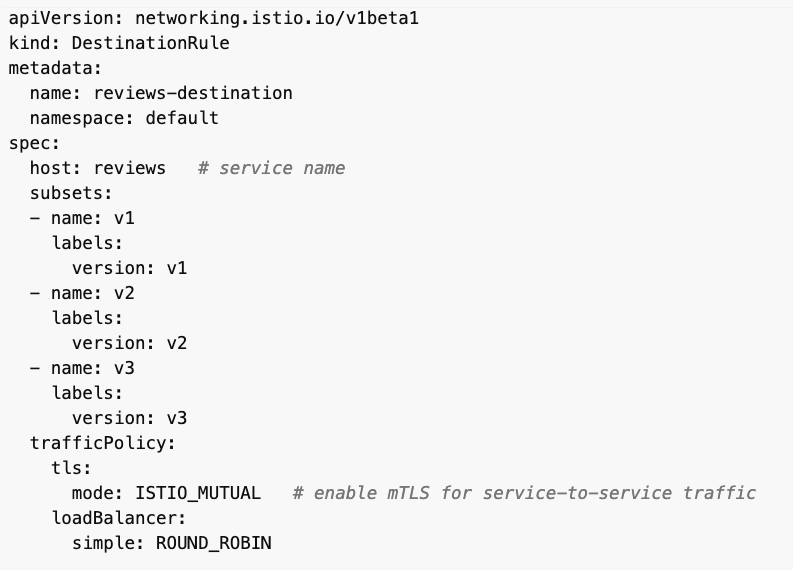 apiVersion: networking.istio.io/v1beta1
kind: DestinationRule
metadata:
  name: reviews-destination
  namespace: default
spec:
  host: reviews   # service name
  subsets:
  - name: v1
    labels:
      version: v1
  - name: v2
    labels:
      version: v2
  - name: v3
    labels:
      version: v3
  trafficPolicy:
    tls:
      mode: ISTIO_MUTUAL   # enable mTLS for service-to-service traffic
    loadBalancer:
      simple: ROUND_ROBIN